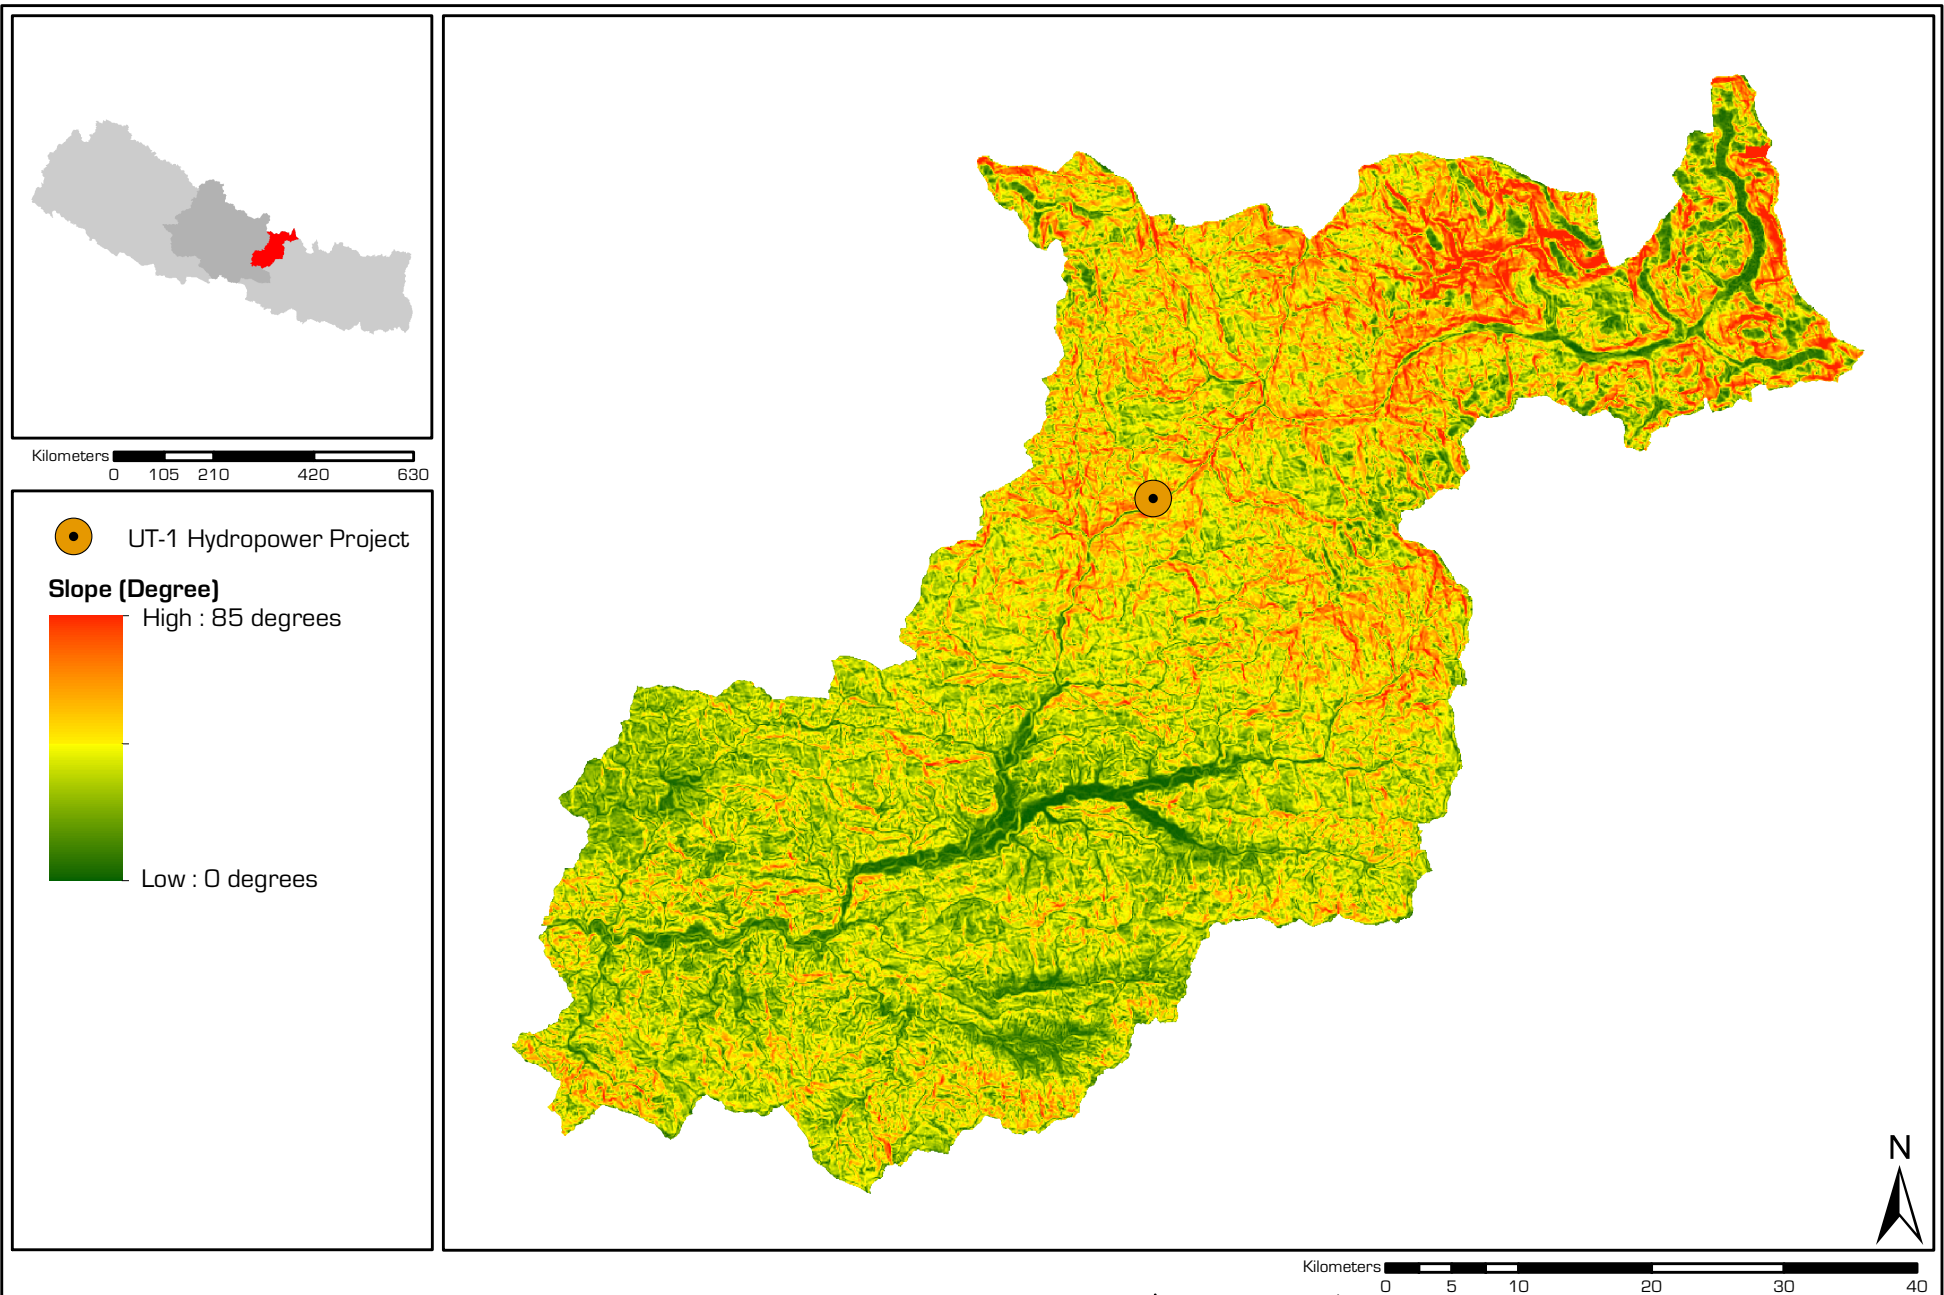 Kilometers
0 105 210 420 630
UT-1 Hydropower Project
Slope (Degree)
High : 85 degrees
Low : 0 degrees
N
Kilometers
0 5 10 20 30 40